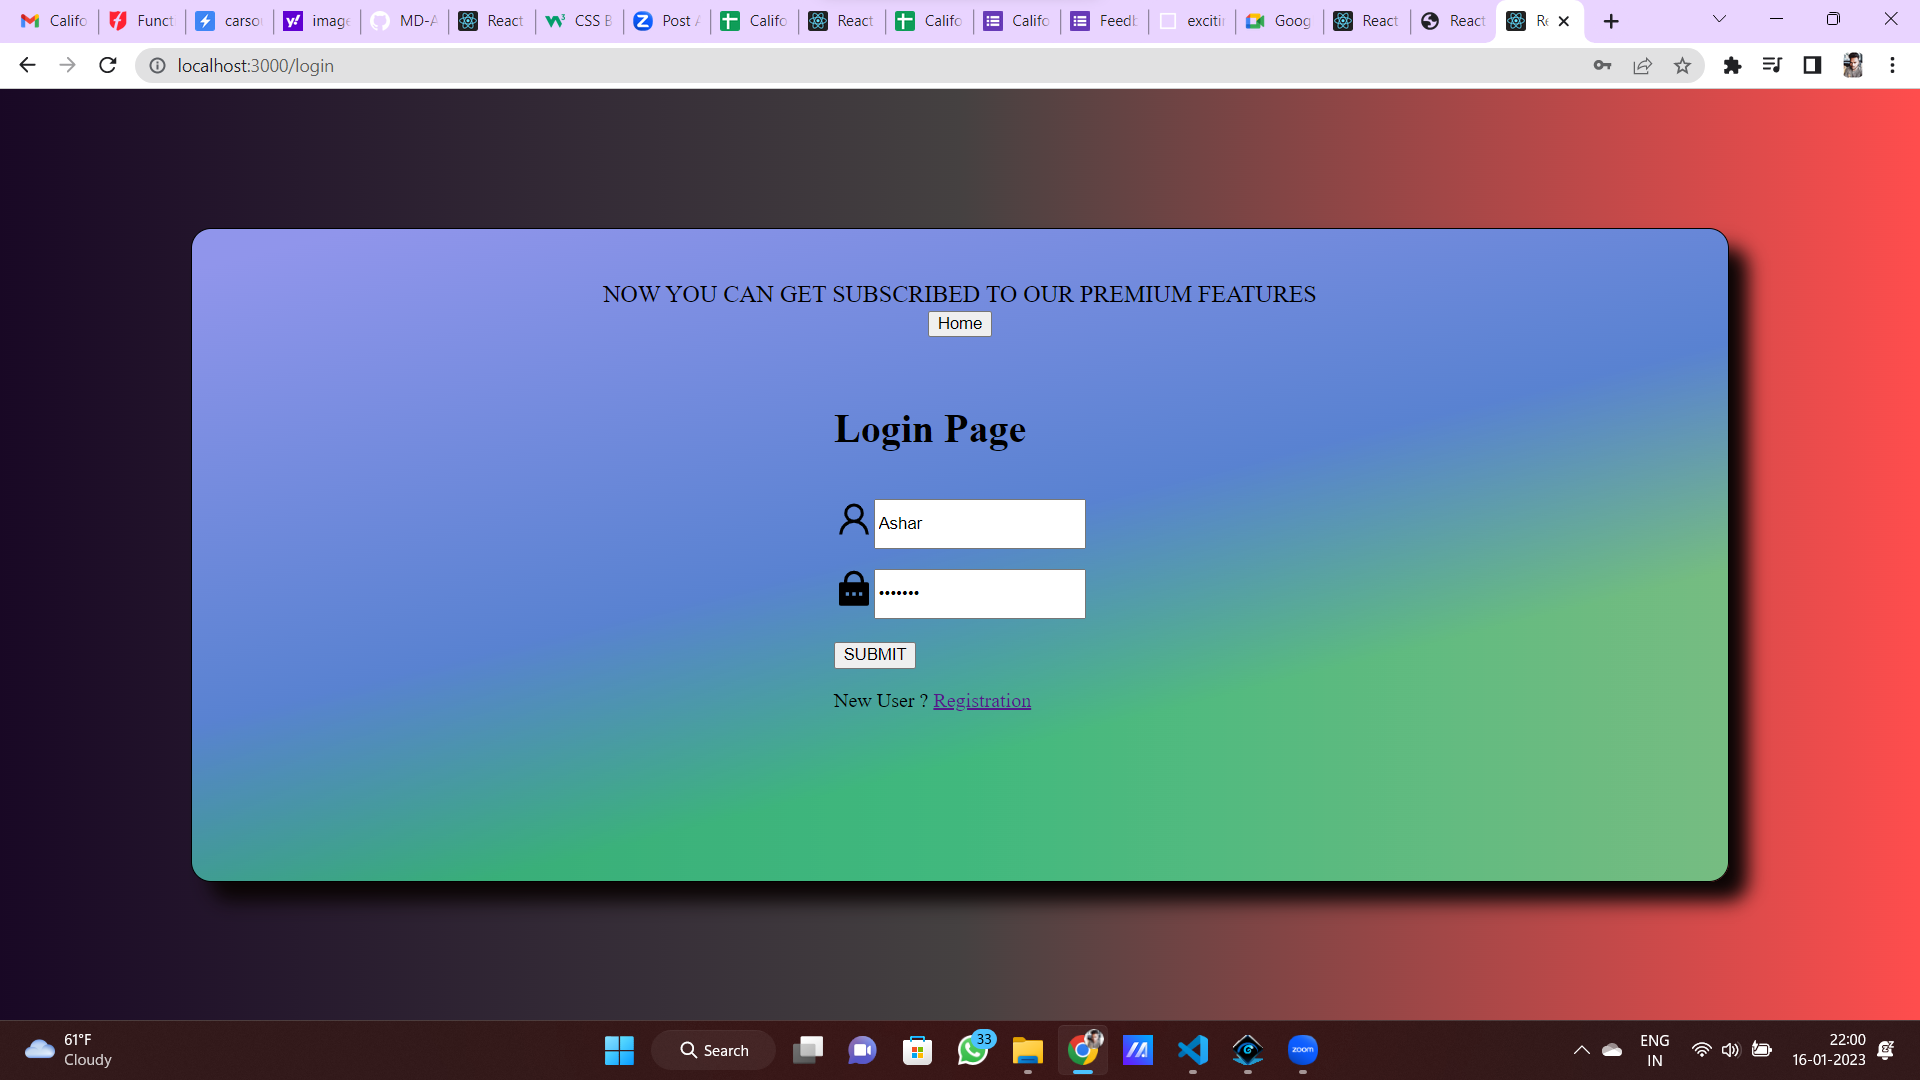 Califo
Funct
carso
image
MD-A
React
CSS B
Post A
Califo
React
Califo
Califo
Feedb
excitin
Goog
React
React
Re
localhost:3000/login
NOW YOU CAN GET SUBSCRIBED TO OUR PREMIUM FEATURES
Home
Login Page
Ashar
•••••••
SUBMIT
New User ? Registration
61°F
Cloudy
Search
33
zoom
ENG
IN
22:00
16-01-2023